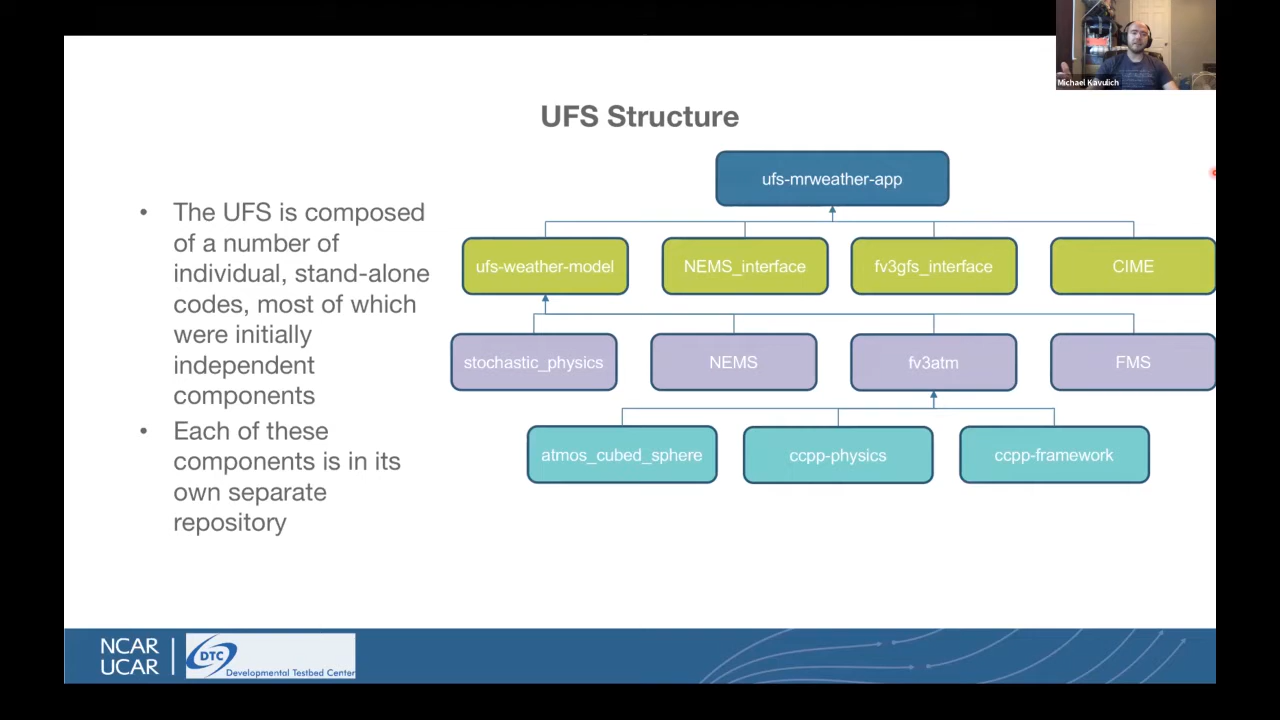 Michael Kavulich
UFS Structure
• The UFS is composed
of a number of
individual, stand-alone
codes, most of which
were initially
independent
components
• Each of these
components is in its
own separate
repository
ufs-mrweather-app
ufs-weather-model
NEMS_interface
fv3gfs_interface
CIME
stochastic_physics
NEMS
fv3atm
FMS
atmos_cubed_sphere
ccpp-physics
ccpp-framework
NCAR
UCAR
DTC
Developmental Testbed Center